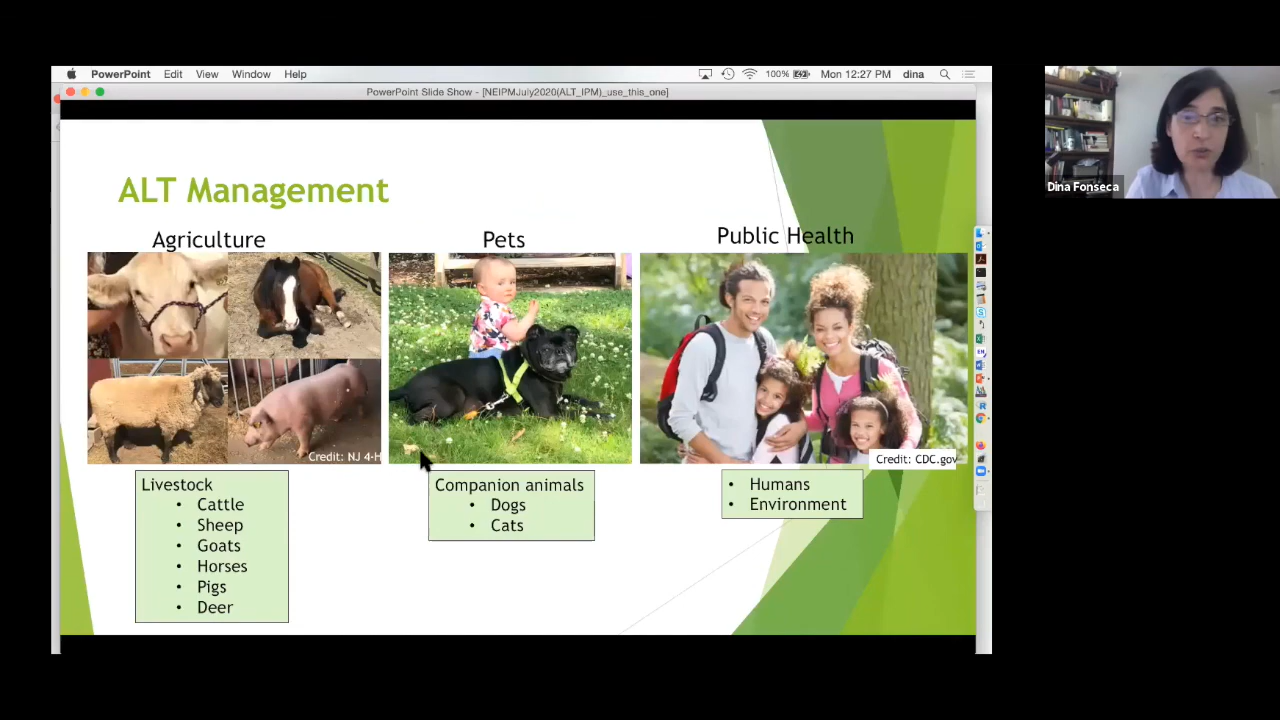 PowerPoint Edit View Window Help
100% Mon 12:27 PM dina
PowerPoint Slide Show - [NEIPMJuly2020(ALT_IPM)_use_this_one]
ALT Management
Agriculture
Pets
Public Health
Credit: NJ 4-H
Credit: CDC.gov
Livestock
• Cattle
• Sheep
• Goats
• Horses
• Pigs
• Deer
Companion animals
• Dogs
• Cats
• Humans
• Environment
Dina Fonseca